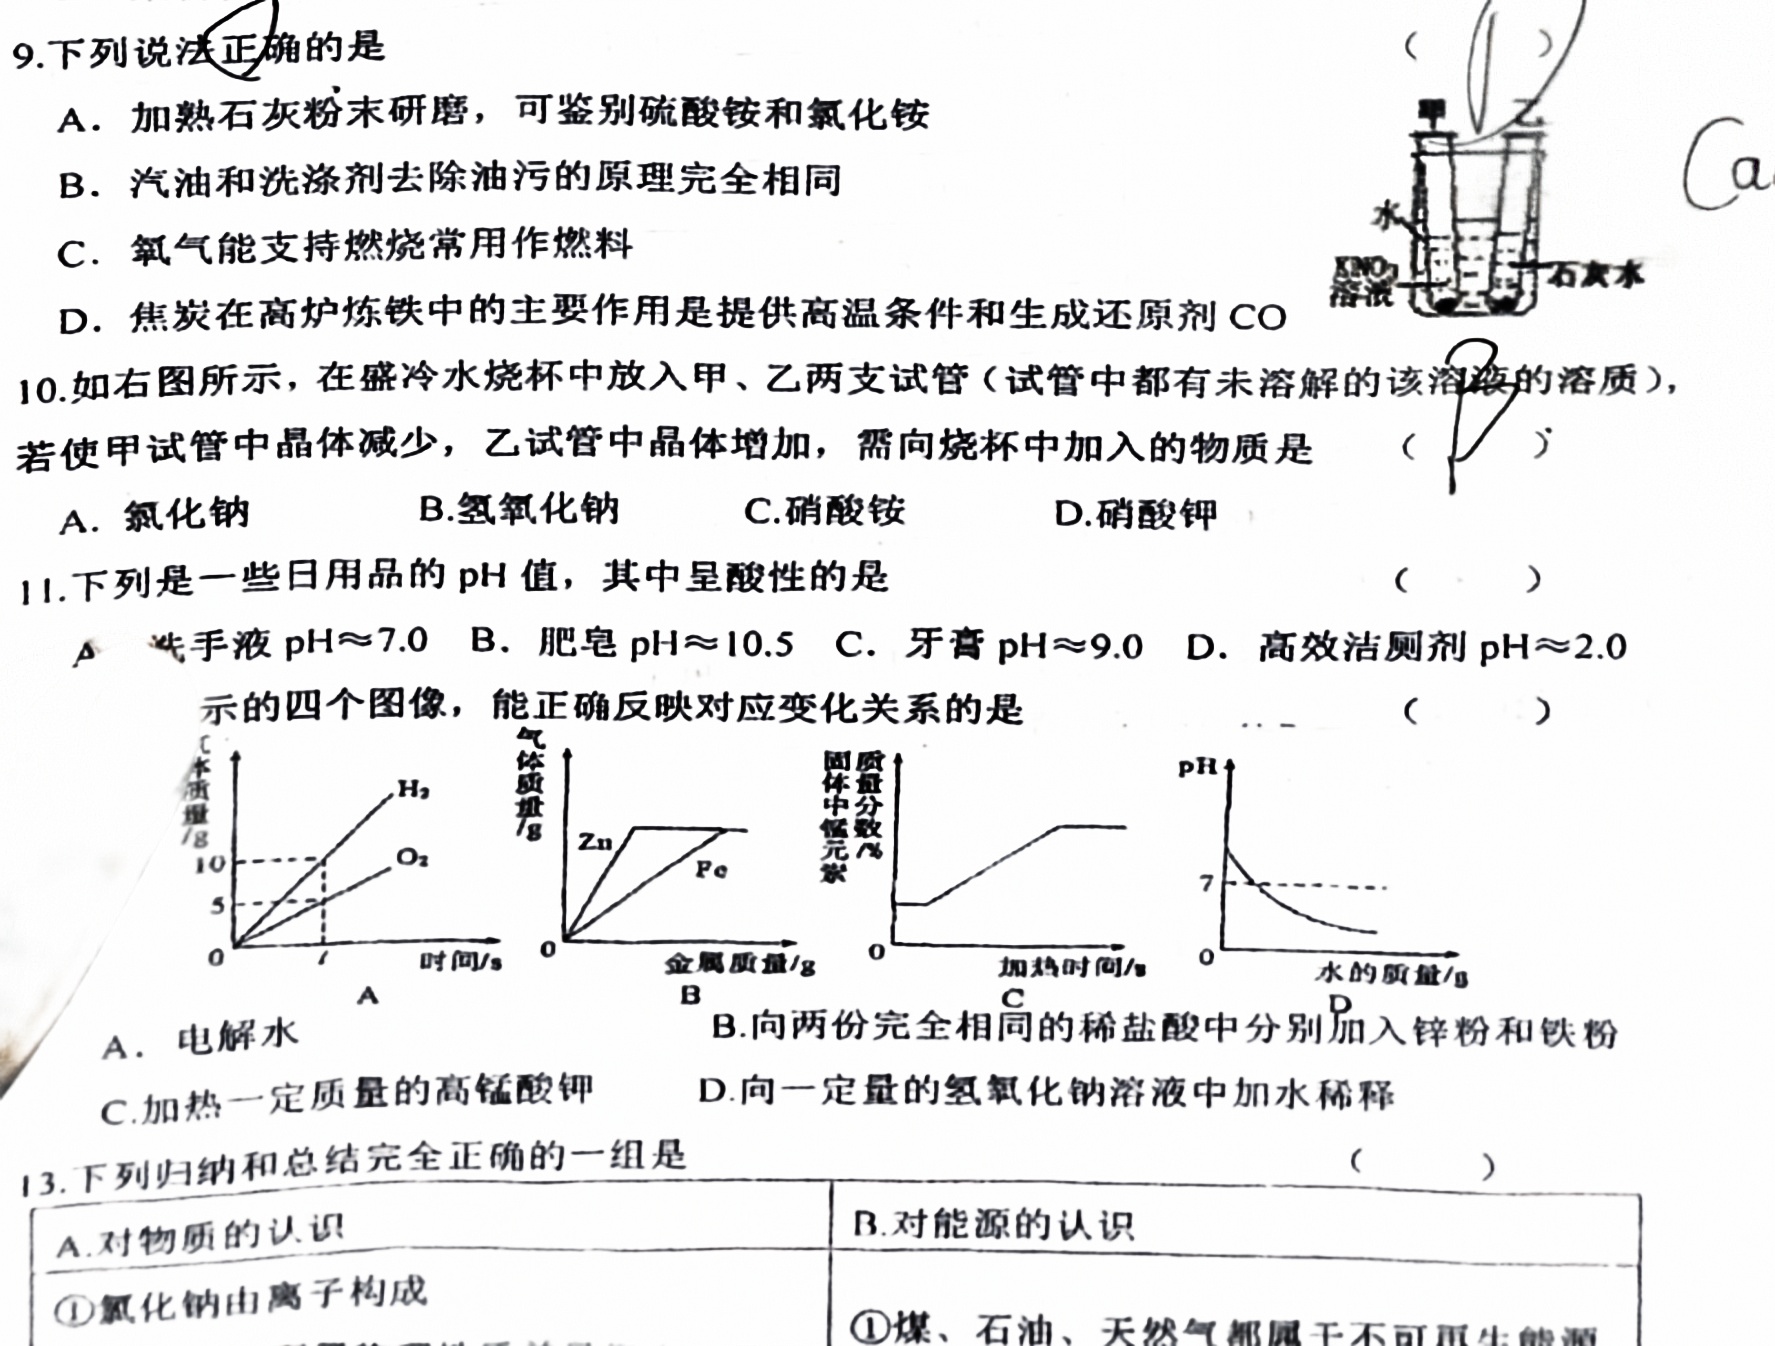 9.下列说法正确的是
（ ）
A．加熟石灰粉末研磨，可鉴别硫酸铵和氯化铵
B．汽油和洗涤剂去除油污的原理完全相同
C．氧气能支持燃烧常用作燃料
D．焦炭在高炉炼铁中的主要作用是提供高温条件和生成还原剂 CO
甲 乙
水
KNO₃溶液
石灰水
Ca
10.如右图所示，在盛冷水烧杯中放入甲、乙两支试管（试管中都有未溶解的该溶液的溶质），
若使甲试管中晶体减少，乙试管中晶体增加，需向烧杯中加入的物质是 （ ）
A．氯化钠 B.氢氧化钠 C.硝酸铵 D.硝酸钾
11.下列是一些日用品的 pH 值，其中呈酸性的是 （ ）
A 洗手液 pH≈7.0 B．肥皂 pH≈10.5 C．牙膏 pH≈9.0 D．高效洁厕剂 pH≈2.0
示的四个图像，能正确反映对应变化关系的是 （ ）
体质量/g
H₂
O₂
10
5
0
t
时间/s
A
气体质量/g
Zn
Fe
0
金属质量/g
B
固体中锰元素质量分数/%
0
加热时间/s
C
pH
7
0
水的质量/g
D
A．电解水 B.向两份完全相同的稀盐酸中分别加入锌粉和铁粉
C.加热一定质量的高锰酸钾 D.向一定量的氢氧化钠溶液中加水稀释
13.下列归纳和总结完全正确的一组是 （ ）
A.对物质的认识 B.对能源的认识
①氯化钠由离子构成
①煤、石油、天然气都属于不可再生能源